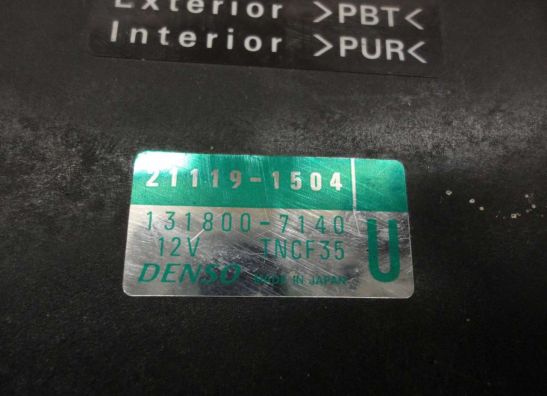 Exterior >PBT<
Interior >PUR<
21119-1504
131800-7140
12V TNCF35
U
DENSO MADE IN JAPAN